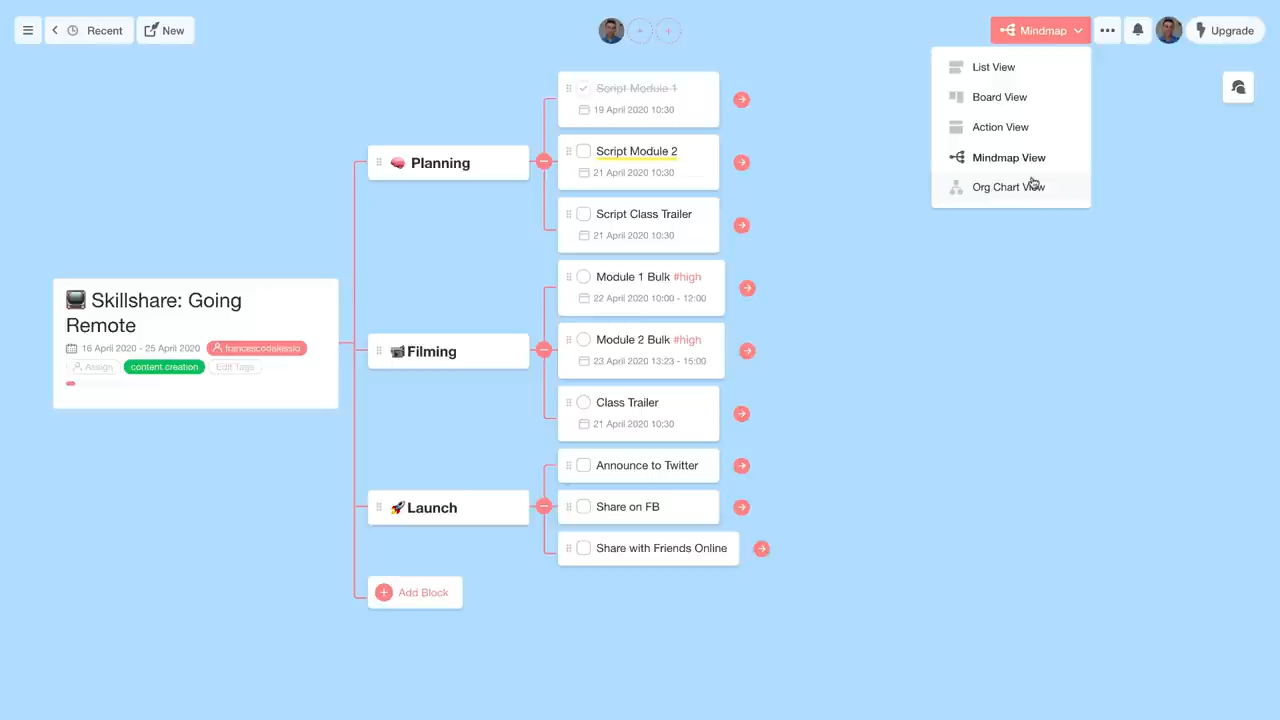 Recent
New
Mindmap
Upgrade
List View
Board View
Action View
Mindmap View
Org Chart View
Skillshare: Going
Remote
16 April 2020 - 25 April 2020 francescodalessio
Assign content creation Edit Tags
Planning
Script Module 1
19 April 2020 10:30
Script Module 2
21 April 2020 10:30
Script Class Trailer
21 April 2020 10:30
Filming
Module 1 Bulk #high
22 April 2020 10:00 - 12:00
Module 2 Bulk #high
23 April 2020 13:23 - 15:00
Class Trailer
21 April 2020 10:30
Launch
Announce to Twitter
Share on FB
Share with Friends Online
Add Block